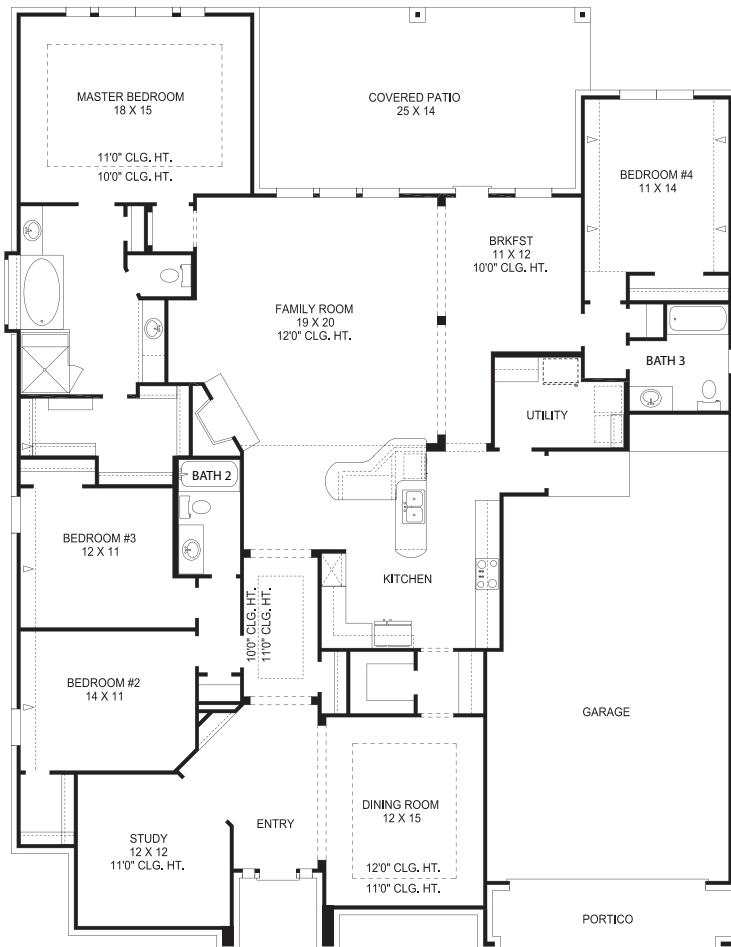 MASTER BEDROOM
18 X 15
11'0" CLG. HT.
10'0" CLG. HT.
COVERED PATIO
25 X 14
BEDROOM #4
11 X 14
BRKFST
11 X 12
10'0" CLG. HT.
FAMILY ROOM
19 X 20
12'0" CLG. HT.
BATH 3
UTILITY
BATH 2
BEDROOM #3
12 X 11
KITCHEN
10'0" CLG. HT.
11'0" CLG. HT.
BEDROOM #2
14 X 11
GARAGE
DINING ROOM
12 X 15
12'0" CLG. HT.
11'0" CLG. HT.
ENTRY
STUDY
12 X 12
11'0" CLG. HT.
PORTICO